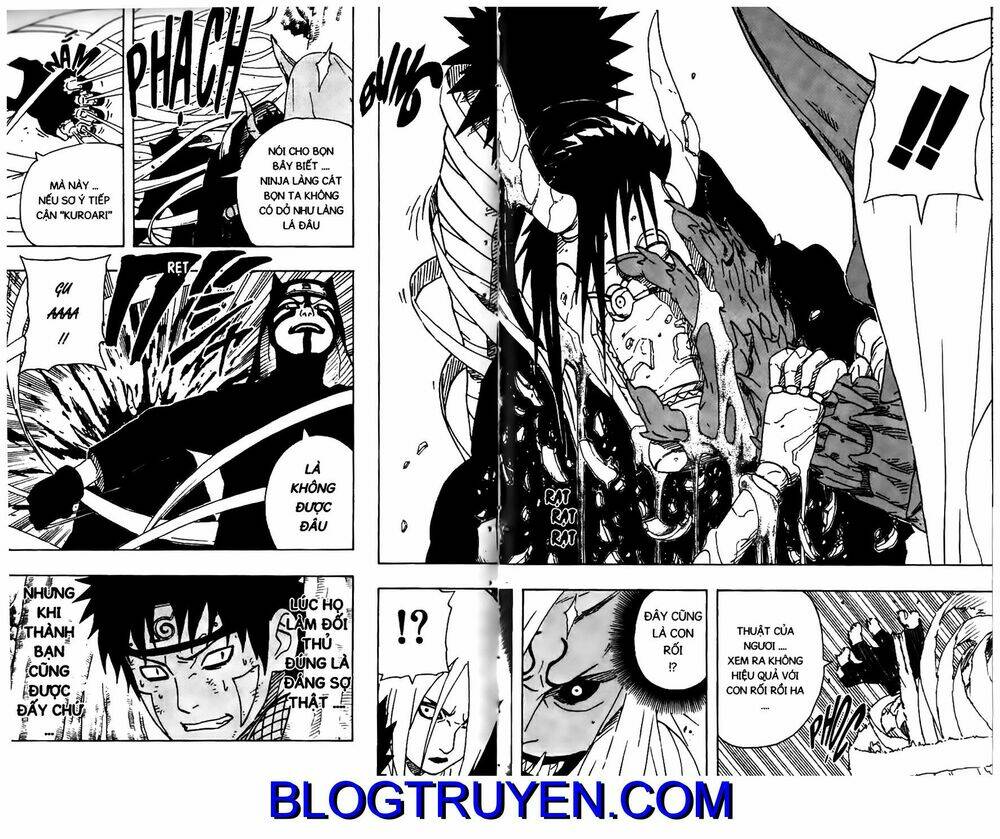 !!
BỤNG
RẠT
RẠT
RẠT
THUẬT CỦA
NGƯƠI ....
XEM RA KHÔNG
HIỆU QUẢ VỚI
CON RỐI RỒI HA
....
PHỌC
ĐÂY CŨNG
LÀ CON
RỐI
!?
!?
PHẠCH
NÓI CHO BỌN
BÂY BIẾT ....
NINJA LÀNG CÁT
BỌN TA KHÔNG
CÓ DỞ NHƯ LÀNG
LÁ ĐÂU
NẮM
MÀ NÀY ...
NẾU SƠ Ý TIẾP
CẬN "KUROARI"
RẸT
LÀ
KHÔNG
ĐƯỢC
ĐÂU
GU
AAAA
!!
LÚC HỌ
LÀM ĐỐI
THỦ
ĐÚNG LÀ
ĐÁNG SỢ
THẬT ....
NHƯNG
KHI
THÀNH
BẠN
CŨNG
ĐƯỢC
ĐẤY CHỨ
...
BLOGTRUYEN.COM